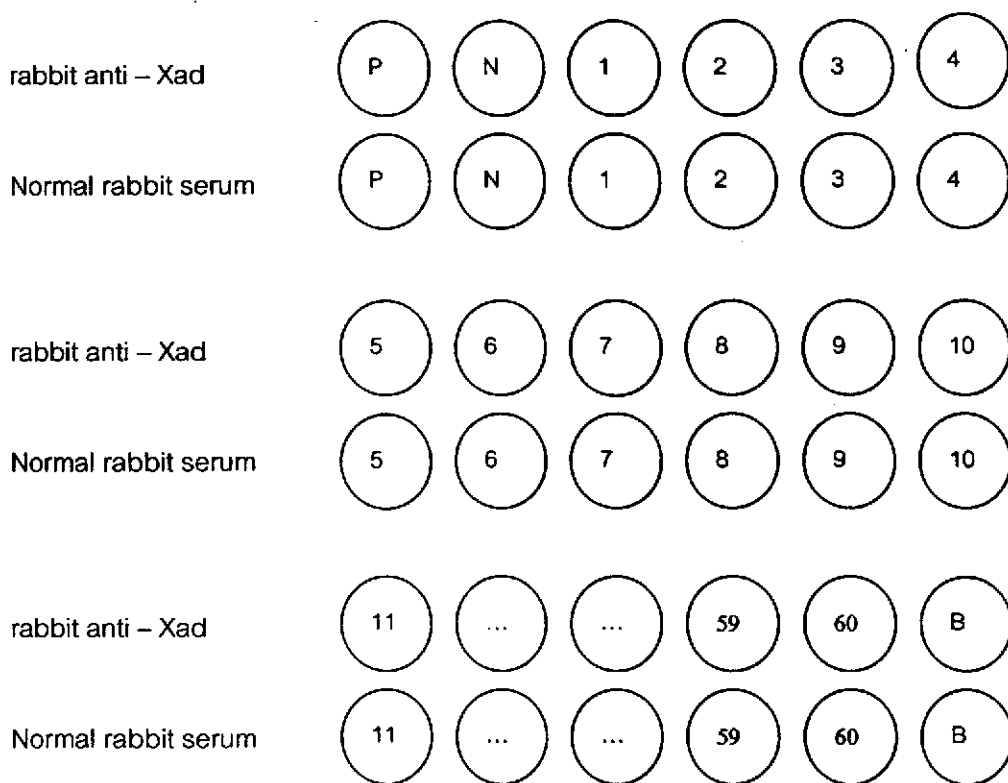 rabbit anti – Xad P N 1 2 3 4
Normal rabbit serum P N 1 2 3 4
rabbit anti – Xad 5 6 7 8 9 10
Normal rabbit serum 5 6 7 8 9 10
rabbit anti – Xad 11 ... ... 59 60 B
Normal rabbit serum 11 ... ... 59 60 B